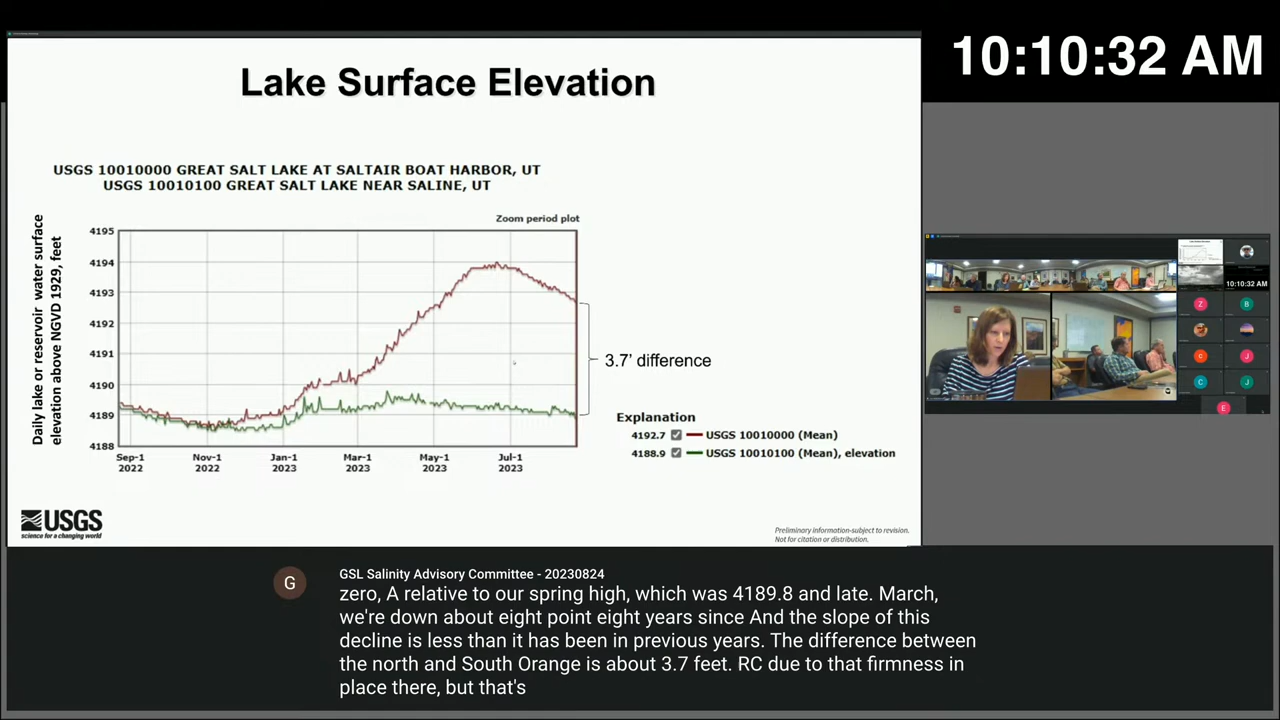 10:10:32 AM
Lake Surface Elevation
USGS 10010000 GREAT SALT LAKE AT SALTAIR BOAT HARBOR, UT
USGS 10010100 GREAT SALT LAKE NEAR SALINE, UT
Zoom period plot
Daily lake or reservoir water surface
elevation above NGVD 1929, feet
4195
4194
4193
4192
4191
4190
4189
4188
Sep-1 Nov-1 Jan-1 Mar-1 May-1 Jul-1
2022 2022 2023 2023 2023 2023
3.7’ difference
Explanation
4192.7 USGS 10010000 (Mean)
4188.9 USGS 10010100 (Mean), elevation
USGS
science for a changing world
Preliminary information-subject to revision.
Not for citation or distribution.
10:10:32 AM
Z
B
C
J
C
J
E
G
GSL Salinity Advisory Committee - 20230824
zero, A relative to our spring high, which was 4189.8 and late. March,
we're down about eight point eight years since And the slope of this
decline is less than it has been in previous years. The difference between
the north and South Orange is about 3.7 feet. RC due to that firmness in
place there, but that's